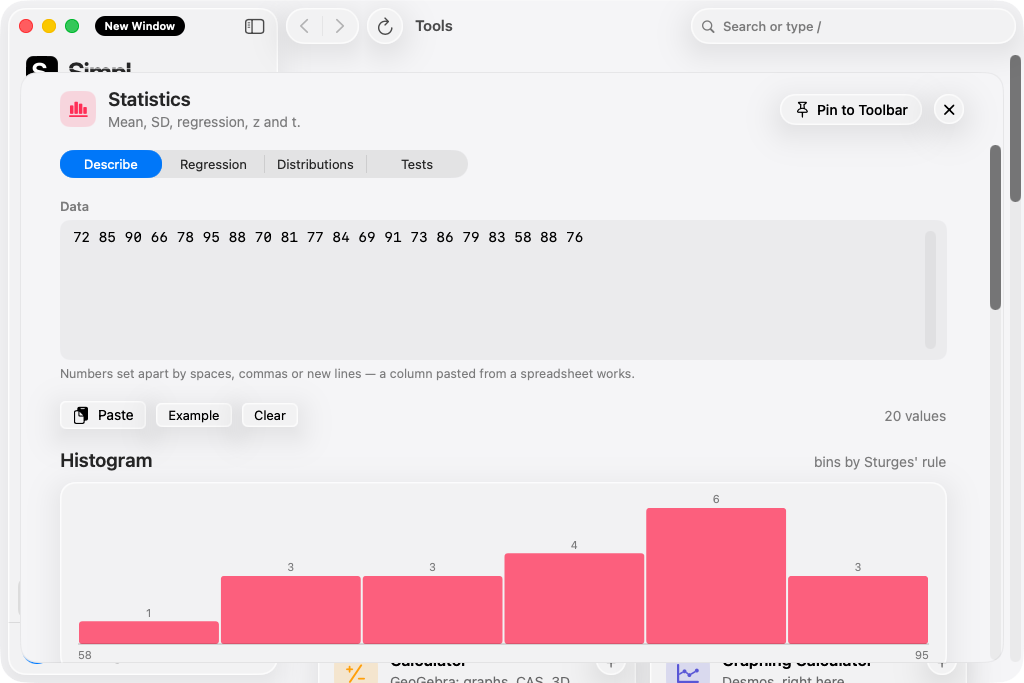 New Window
Tools
Search or type /
Simpl
Statistics
Mean, SD, regression, z and t.
Pin to Toolbar
Describe
Regression
Distributions
Tests
Data
72 85 90 66 78 95 88 70 81 77 84 69 91 73 86 79 83 58 88 76
Numbers set apart by spaces, commas or new lines — a column pasted from a spreadsheet works.
Paste
Example
Clear
20 values
Histogram
bins by Sturges' rule
1
3
3
4
6
3
58
95
Calculator
GeoGebra: graphs, CAS, 3D
Graphing Calculator
Desmos, right here